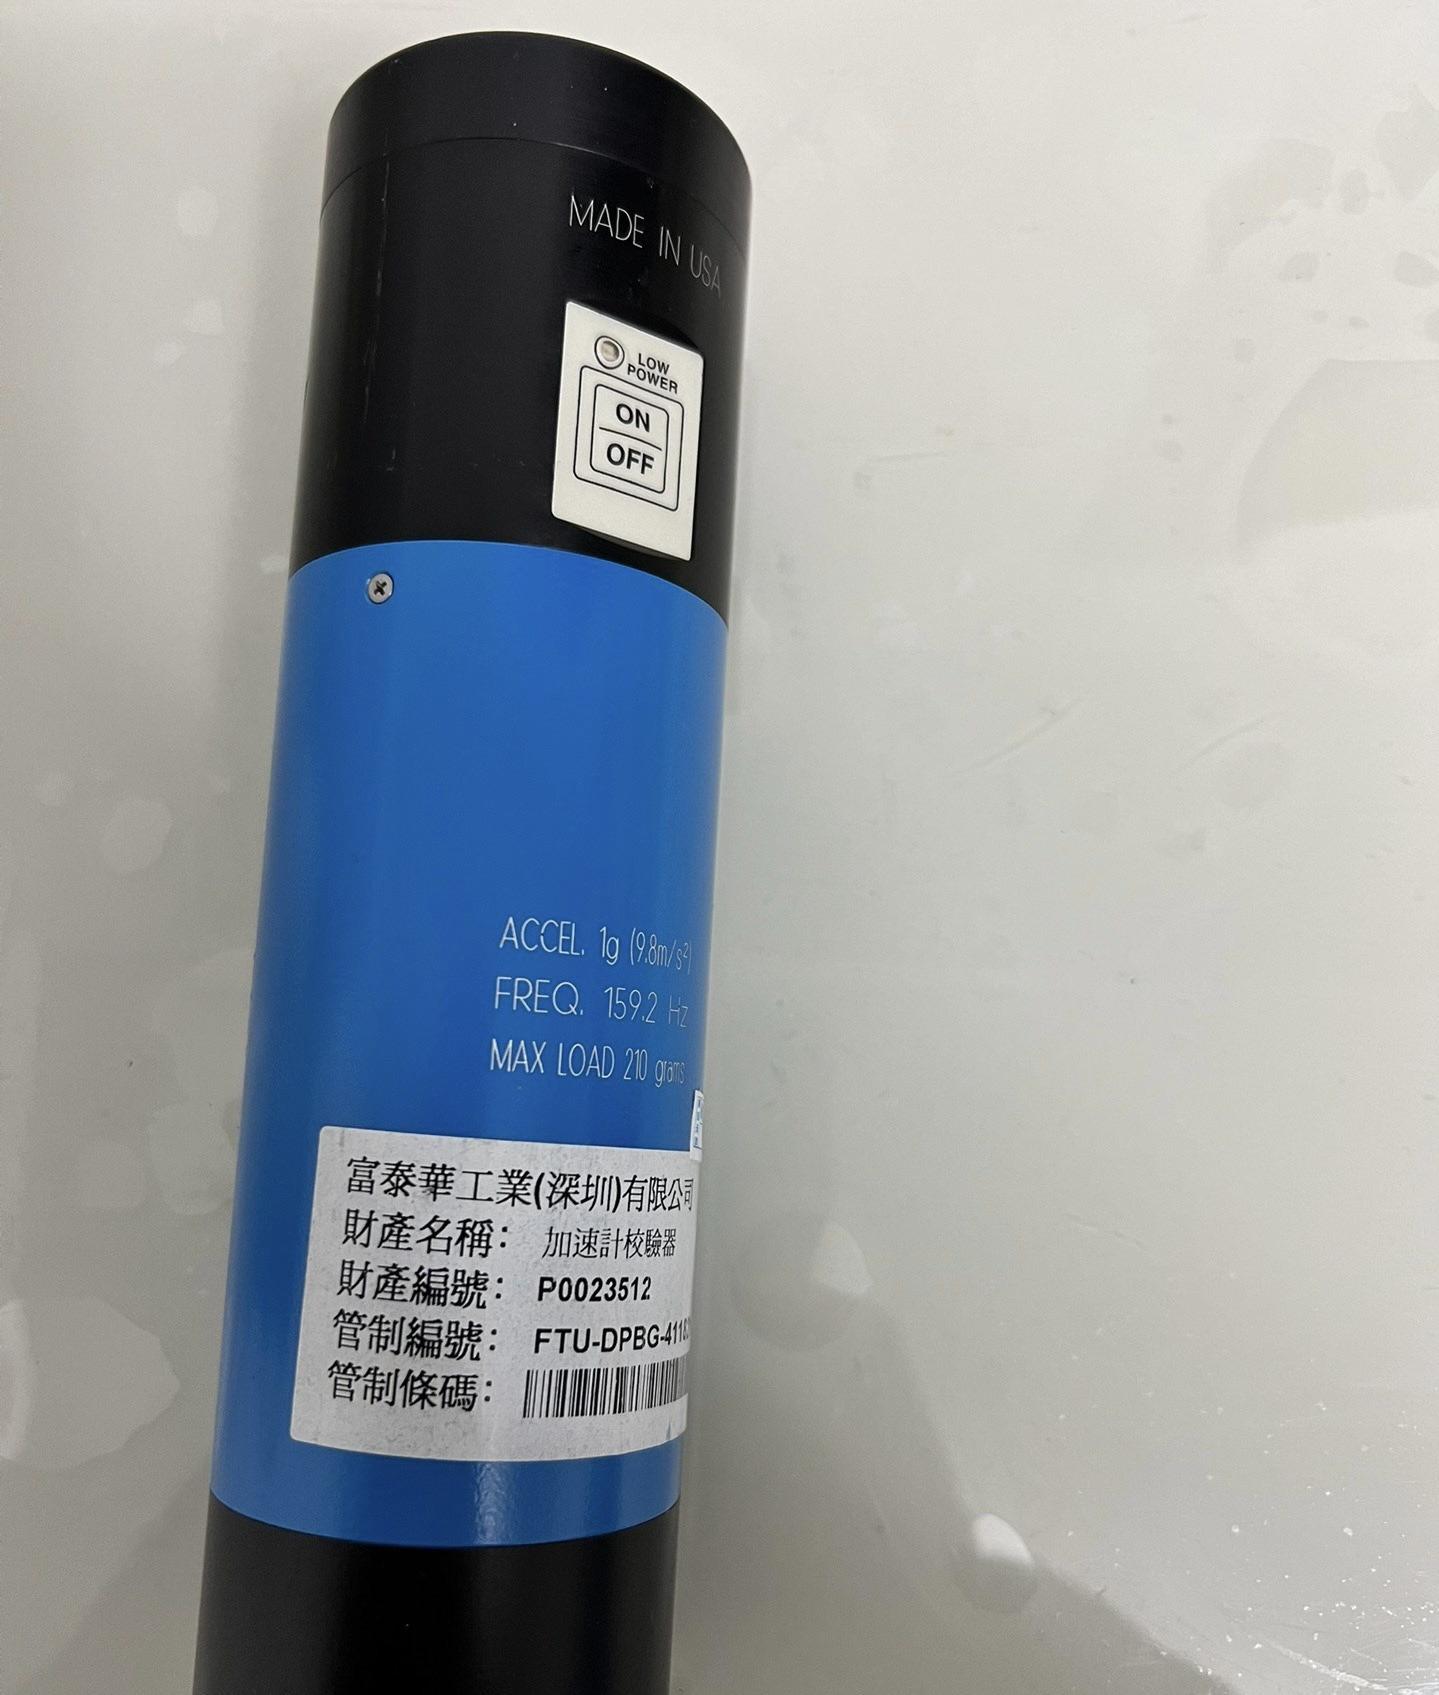 MADE IN USA
LOW
POWER
ON
OFF
ACCEL. 1g (9.8m/s²)
FREQ. 159.2 Hz
MAX LOAD 210 grams
富泰華工業(深圳)有限公司
財產名稱: 加速計校驗器
財產編號: P0023512
管制編號: FTU-DPBG-4118
管制條碼: